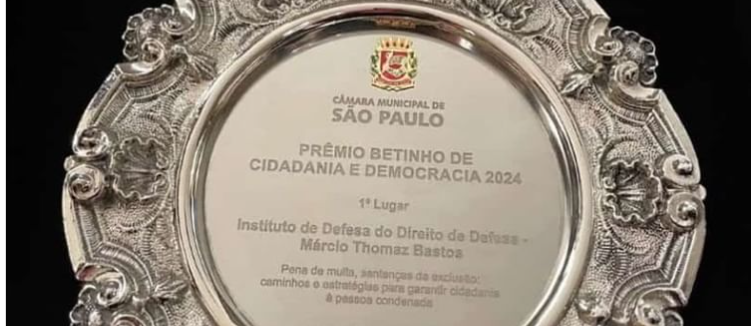 CÂMARA MUNICIPAL DE
SÃO PAULO
PRÊMIO BETINHO DE
CIDADANIA E DEMOCRACIA 2024
1º Lugar
Instituto de Defesa do Direito de Defesa -
Márcio Thomaz Bastos
Pena de multa, sentenças de exclusão:
caminhos e estratégias para garantir cidadania
à pessoa condenada